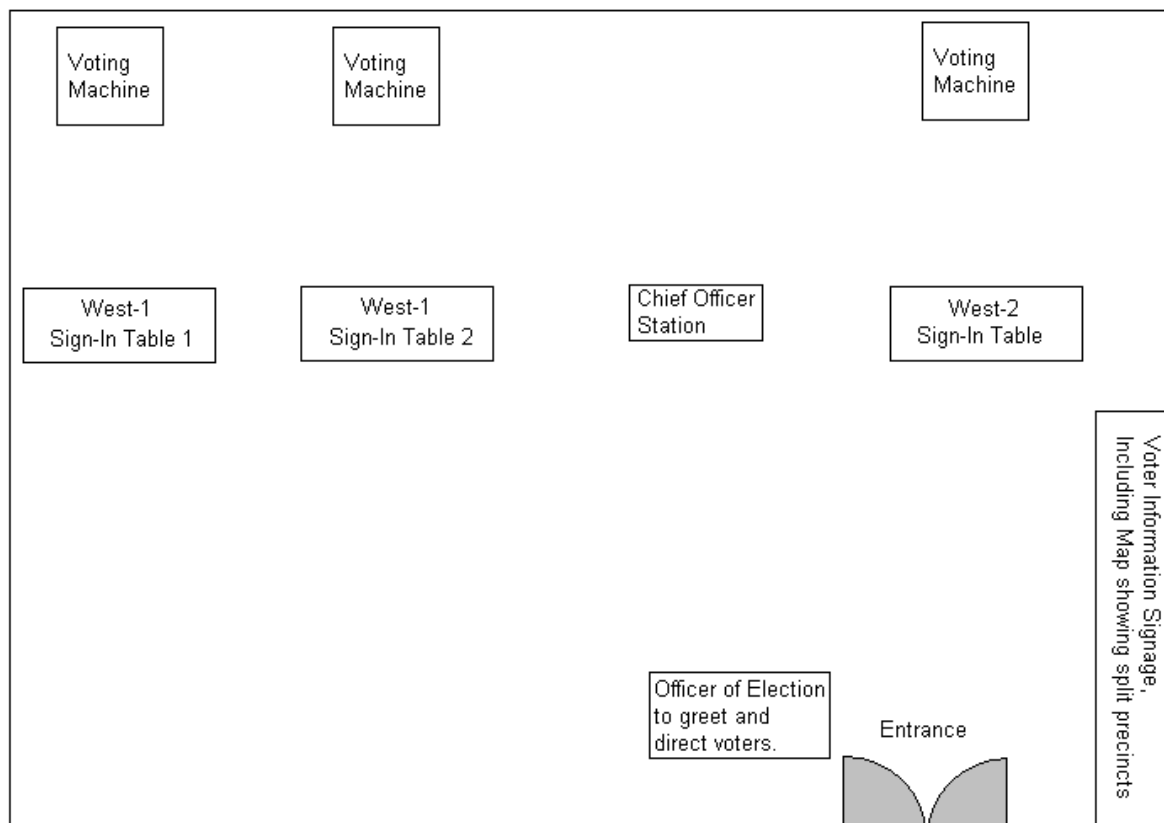 Voting
Machine
Voting
Machine
Voting
Machine
West-1
Sign-In Table 1
West-1
Sign-In Table 2
Chief Officer
Station
West-2
Sign-In Table
Voter Information Signage,
Including Map showing split precincts
Officer of Election
to greet and
direct voters.
Entrance